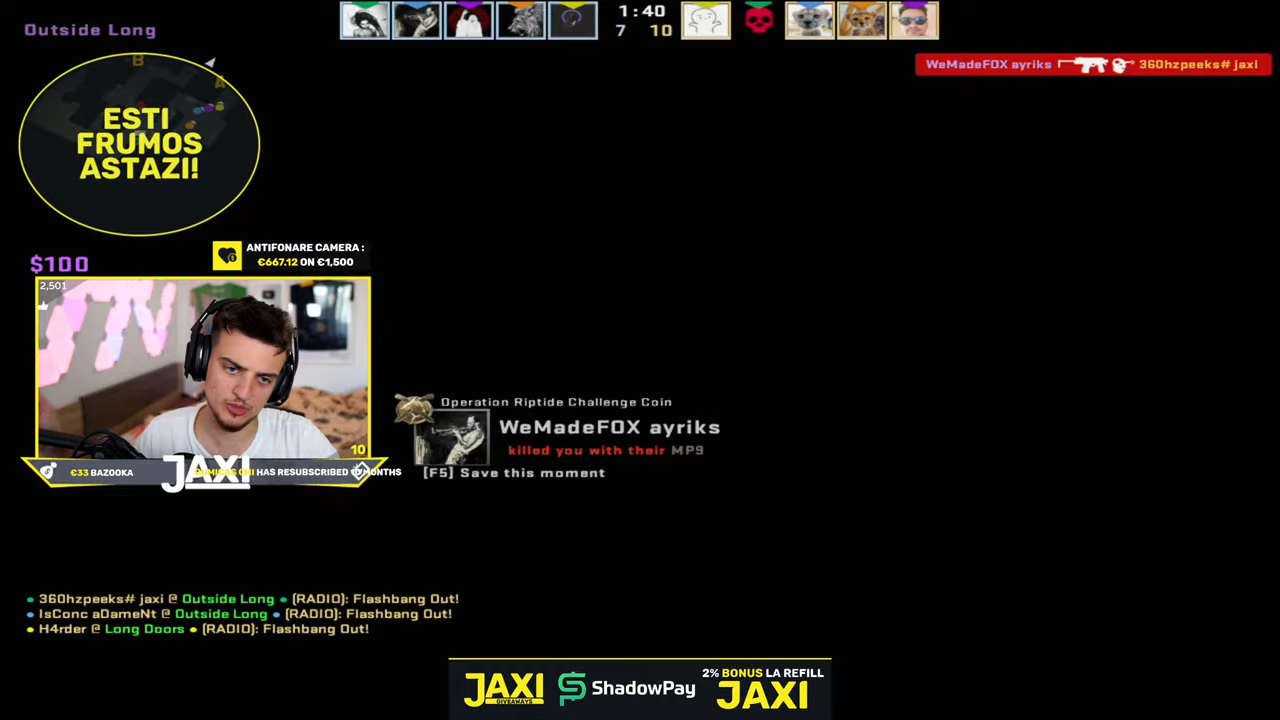 Outside Long
1:40
7 10
WeMadeFOX ayriks 360hzpeeks# jaxi
B
A
ESTI
FRUMOS
ASTAZI!
$100
ANTIFONARE CAMERA :
€667.12 ON €1,500
2,501
10
€33 BAZOOKA
JAXI
HAS RESUBSCRIBED
MONTHS
Operation Riptide Challenge Coin
WeMadeFOX ayriks
killed you with their MP9
[F5] Save this moment
360hzpeeks# jaxi @ Outside Long (RADIO): Flashbang Out!
IsConc aDameNt @ Outside Long (RADIO): Flashbang Out!
H4rder @ Long Doors (RADIO): Flashbang Out!
JAXI
GIVEAWAYS
ShadowPay
2% BONUS LA REFILL
JAXI